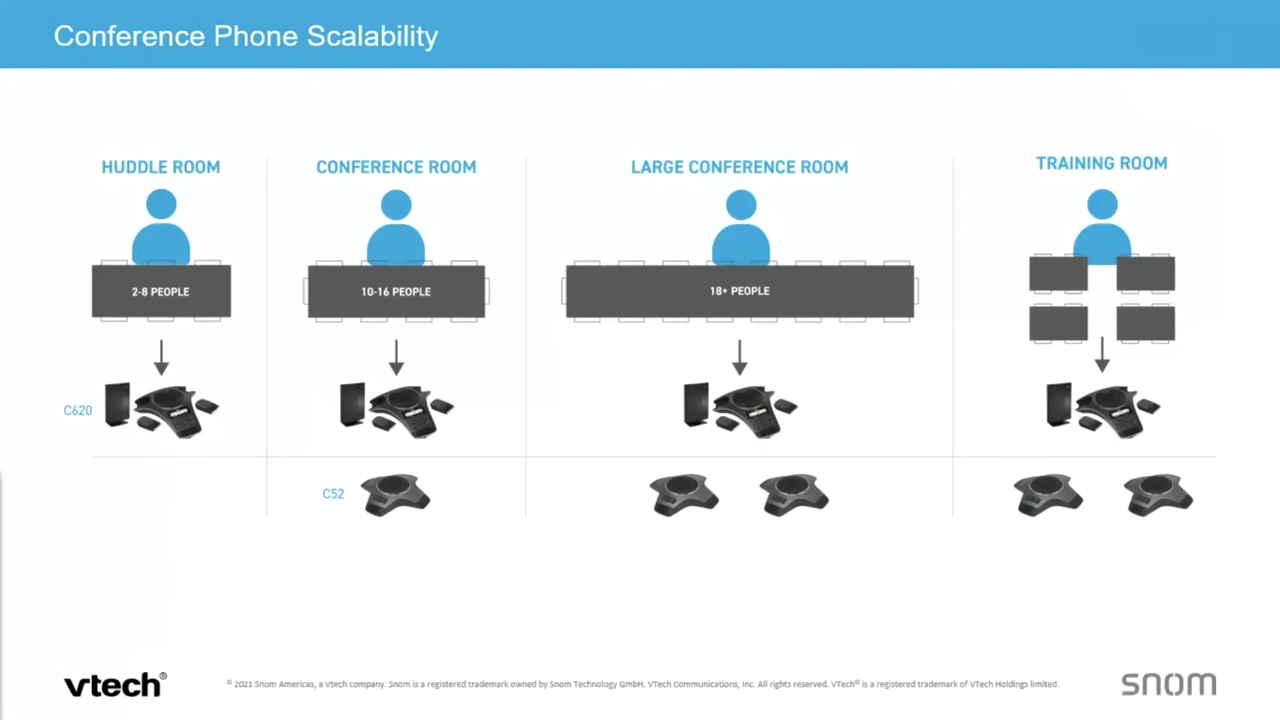 Conference Phone Scalability
HUDDLE ROOM
CONFERENCE ROOM
LARGE CONFERENCE ROOM
TRAINING ROOM
2-8 PEOPLE
10-16 PEOPLE
18+ PEOPLE
C620
C52
vtech®
© 2021 Snom Americas, a Vtech company. Snom is a registered trademark owned by Snom Technology GmbH. VTech Communications, Inc. All rights reserved. VTech® is a registered trademark of VTech Holdings limited.
snom